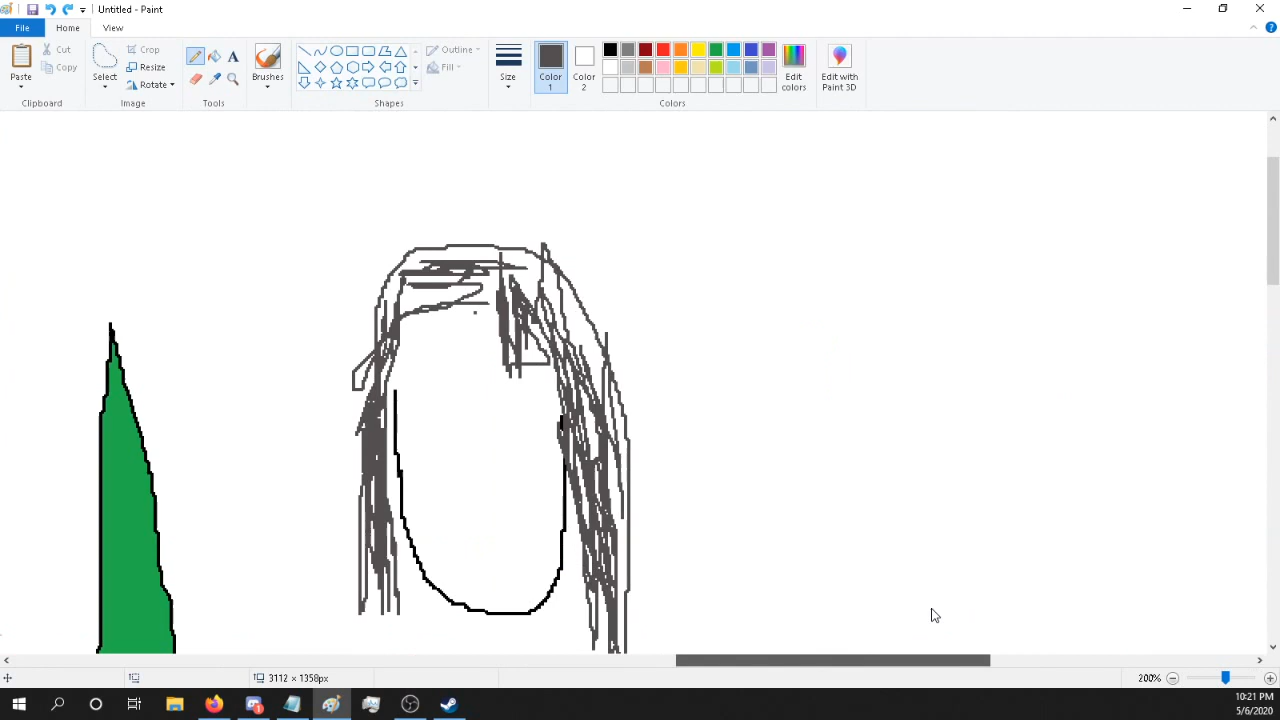 Untitled - Paint
File Home View
Paste
Cut
Copy
Clipboard
Select
Crop
Resize
Rotate
Image
A
Tools
Brushes
Outline
Fill
Shapes
Size
Color
1
Color
2
Edit
colors
Colors
Edit with
Paint 3D
3112 × 1358px
200%
10:21 PM
5/6/2020